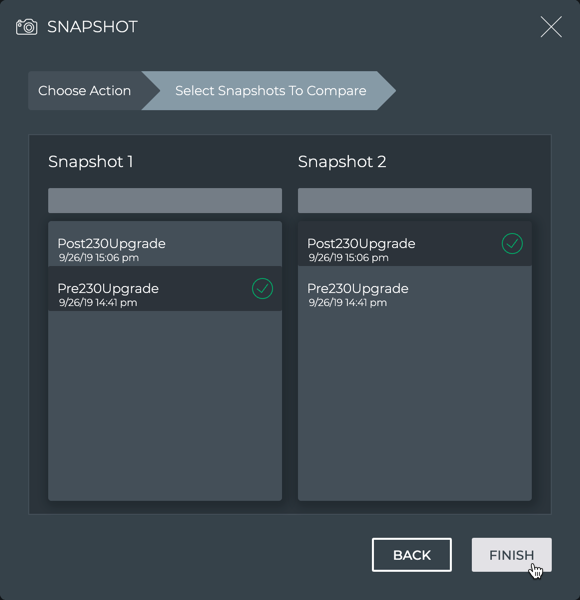 SNAPSHOT
Choose Action
Select Snapshots To Compare
Snapshot 1
Snapshot 2
Post230Upgrade
9/26/19 15:06 pm
Pre230Upgrade
9/26/19 14:41 pm
Post230Upgrade
9/26/19 15:06 pm
Pre230Upgrade
9/26/19 14:41 pm
BACK
FINISH